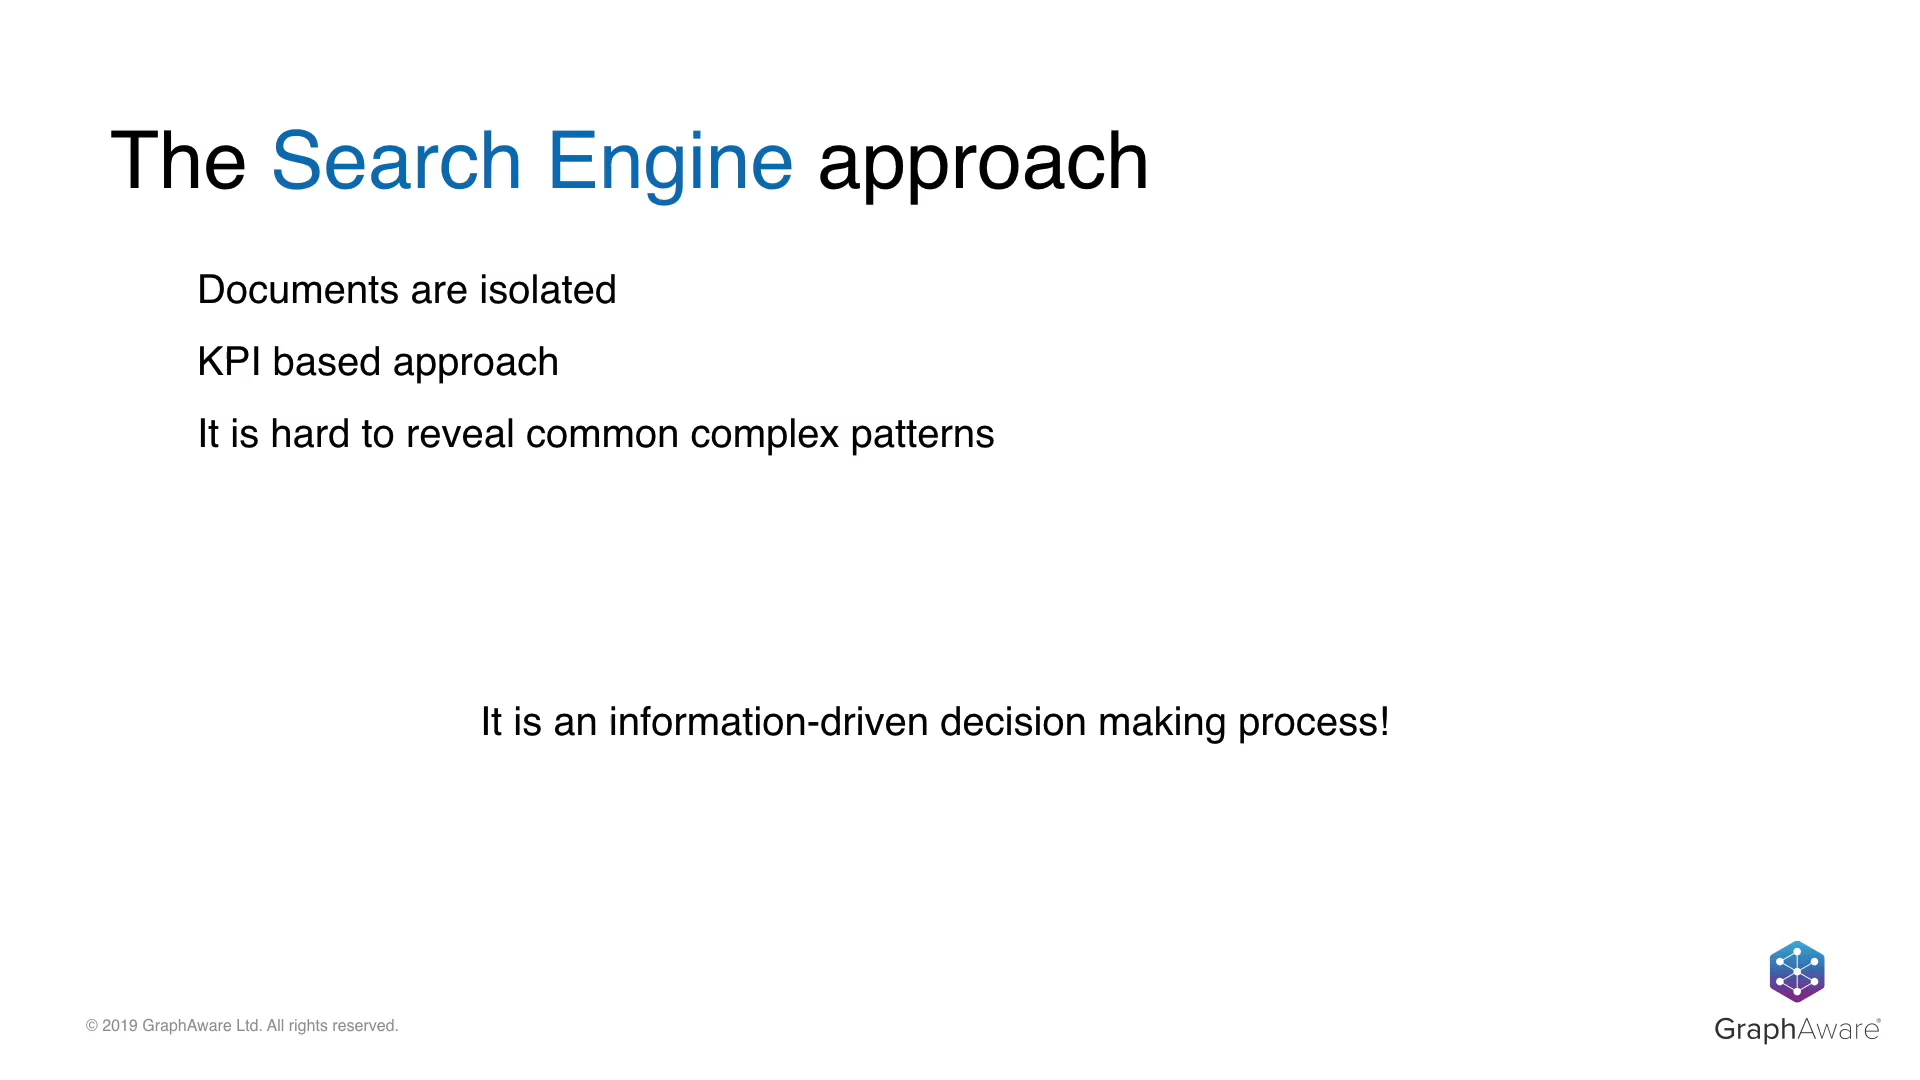 The Search Engine approach
Documents are isolated
KPI based approach
It is hard to reveal common complex patterns
It is an information-driven decision making process!
© 2019 GraphAware Ltd. All rights reserved.
GraphAware®